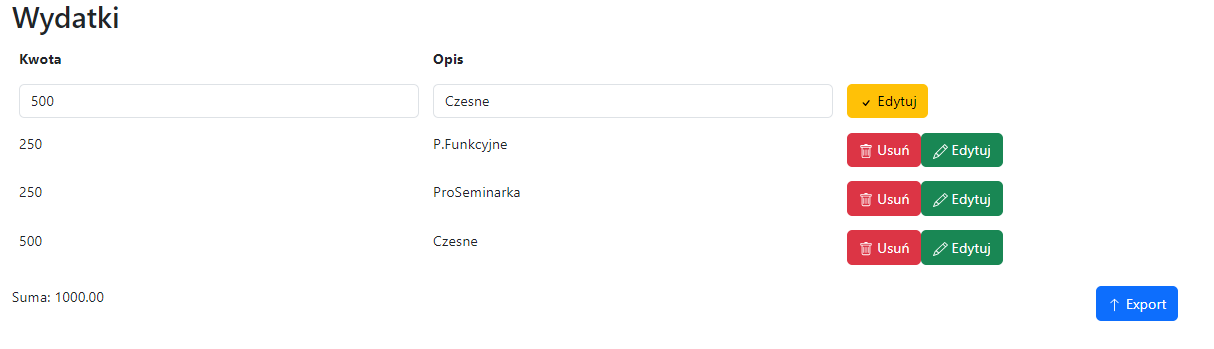 Wydatki
Kwota Opis
500 Czesne Edytuj
250 P.Funkcyjne Usuń Edytuj
250 ProSeminarka Usuń Edytuj
500 Czesne Usuń Edytuj
Suma: 1000.00 Export